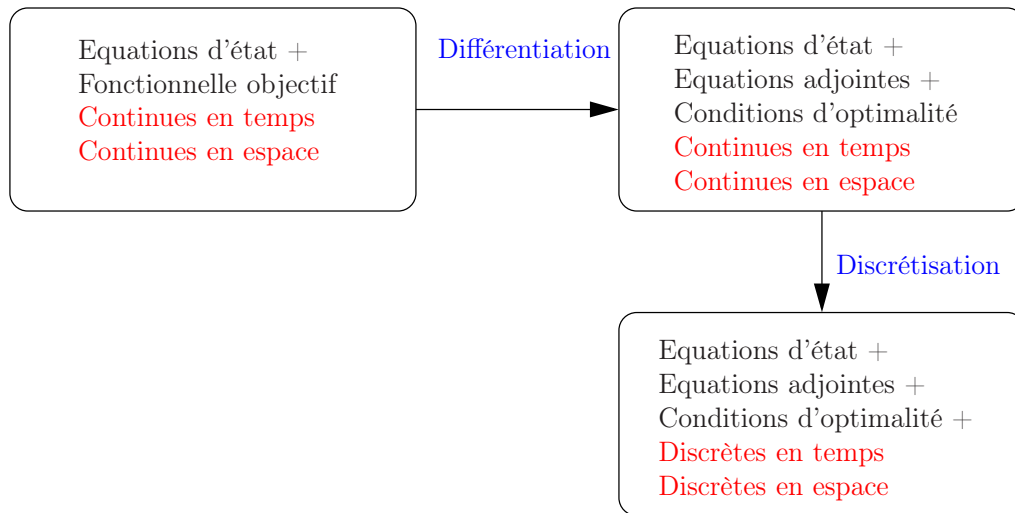 Equations d'état +
Fonctionnelle objectif
Continues en temps
Continues en espace
Différentiation
Equations d'état +
Equations adjointes +
Conditions d'optimalité
Continues en temps
Continues en espace
Discrétisation
Equations d'état +
Equations adjointes +
Conditions d'optimalité +
Discrètes en temps
Discrètes en espace